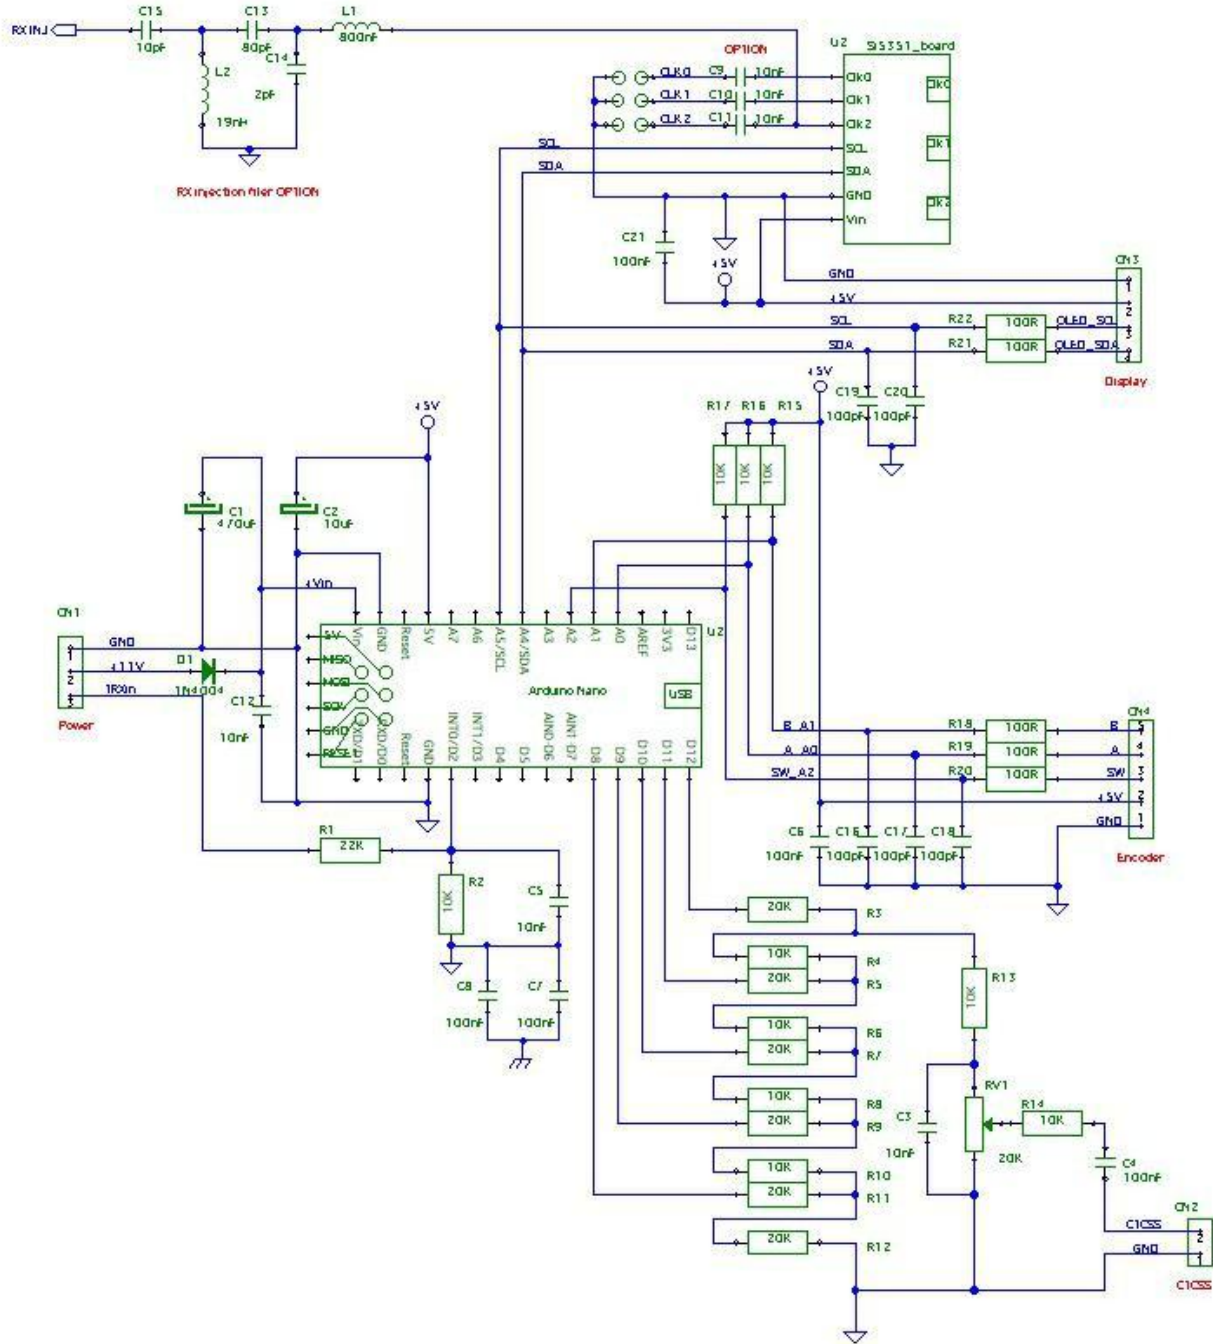 RX INJ
C15
10pF
C13
80pF
L1
800nF
L2
19nH
C14
2pF
RX injection filer OPTION
OPTION
U2
Si5351_board
CLK0
C9
10nF
Clk0
CLK1
C10
10nF
Clk1
CLK2
C11
10nF
Clk2
SCL
SCL
SDA
SDA
GND
Vin
C21
100nF
+5V
CN3
GND
1
+5V
2
SCL
R22
100R
OLED_SCL
3
SDA
R21
100R
OLED_SDA
4
Display
C19
100pF
C20
100pF
+5V
R17
R16
R15
10K
10K
10K
+5V
C1
470uF
C2
10uF
+Vin
CN1
GND
1
+11V
2
TRXin
3
Power
D1
1N4004
C12
10nF
U2
Vin
GND
Reset
5V
A7
A6
A5/SCL
A4/SDA
A3
A2
A1
A0
AREF
3V3
D13
5V
MISO
MOSI
SCK
GND
RESET
Arduino Nano
USB
TXD/D1
RXD/D0
Reset
GND
INT0/D2
INT1/D3
D4
D5
AIN0-D6
AIN1-D7
D8
D9
D10
D11
D12
CN4
B_A1
R18
100R
B
5
A_A0
R19
100R
A
4
SW_A2
R20
100R
SW
3
+5V
2
GND
1
Encoder
C6
100nF
C16
100pF
C17
100pF
C18
100pF
R1
22K
R2
10K
C5
10nF
C8
100nF
C7
100nF
20K
R3
10K
R4
20K
R5
10K
R6
20K
R7
10K
R8
20K
R9
10K
R10
20K
R11
20K
R12
R13
10K
C3
10nF
RV1
20K
R14
10K
C4
100nF
CN2
CTCSS
2
GND
1
CTCSS